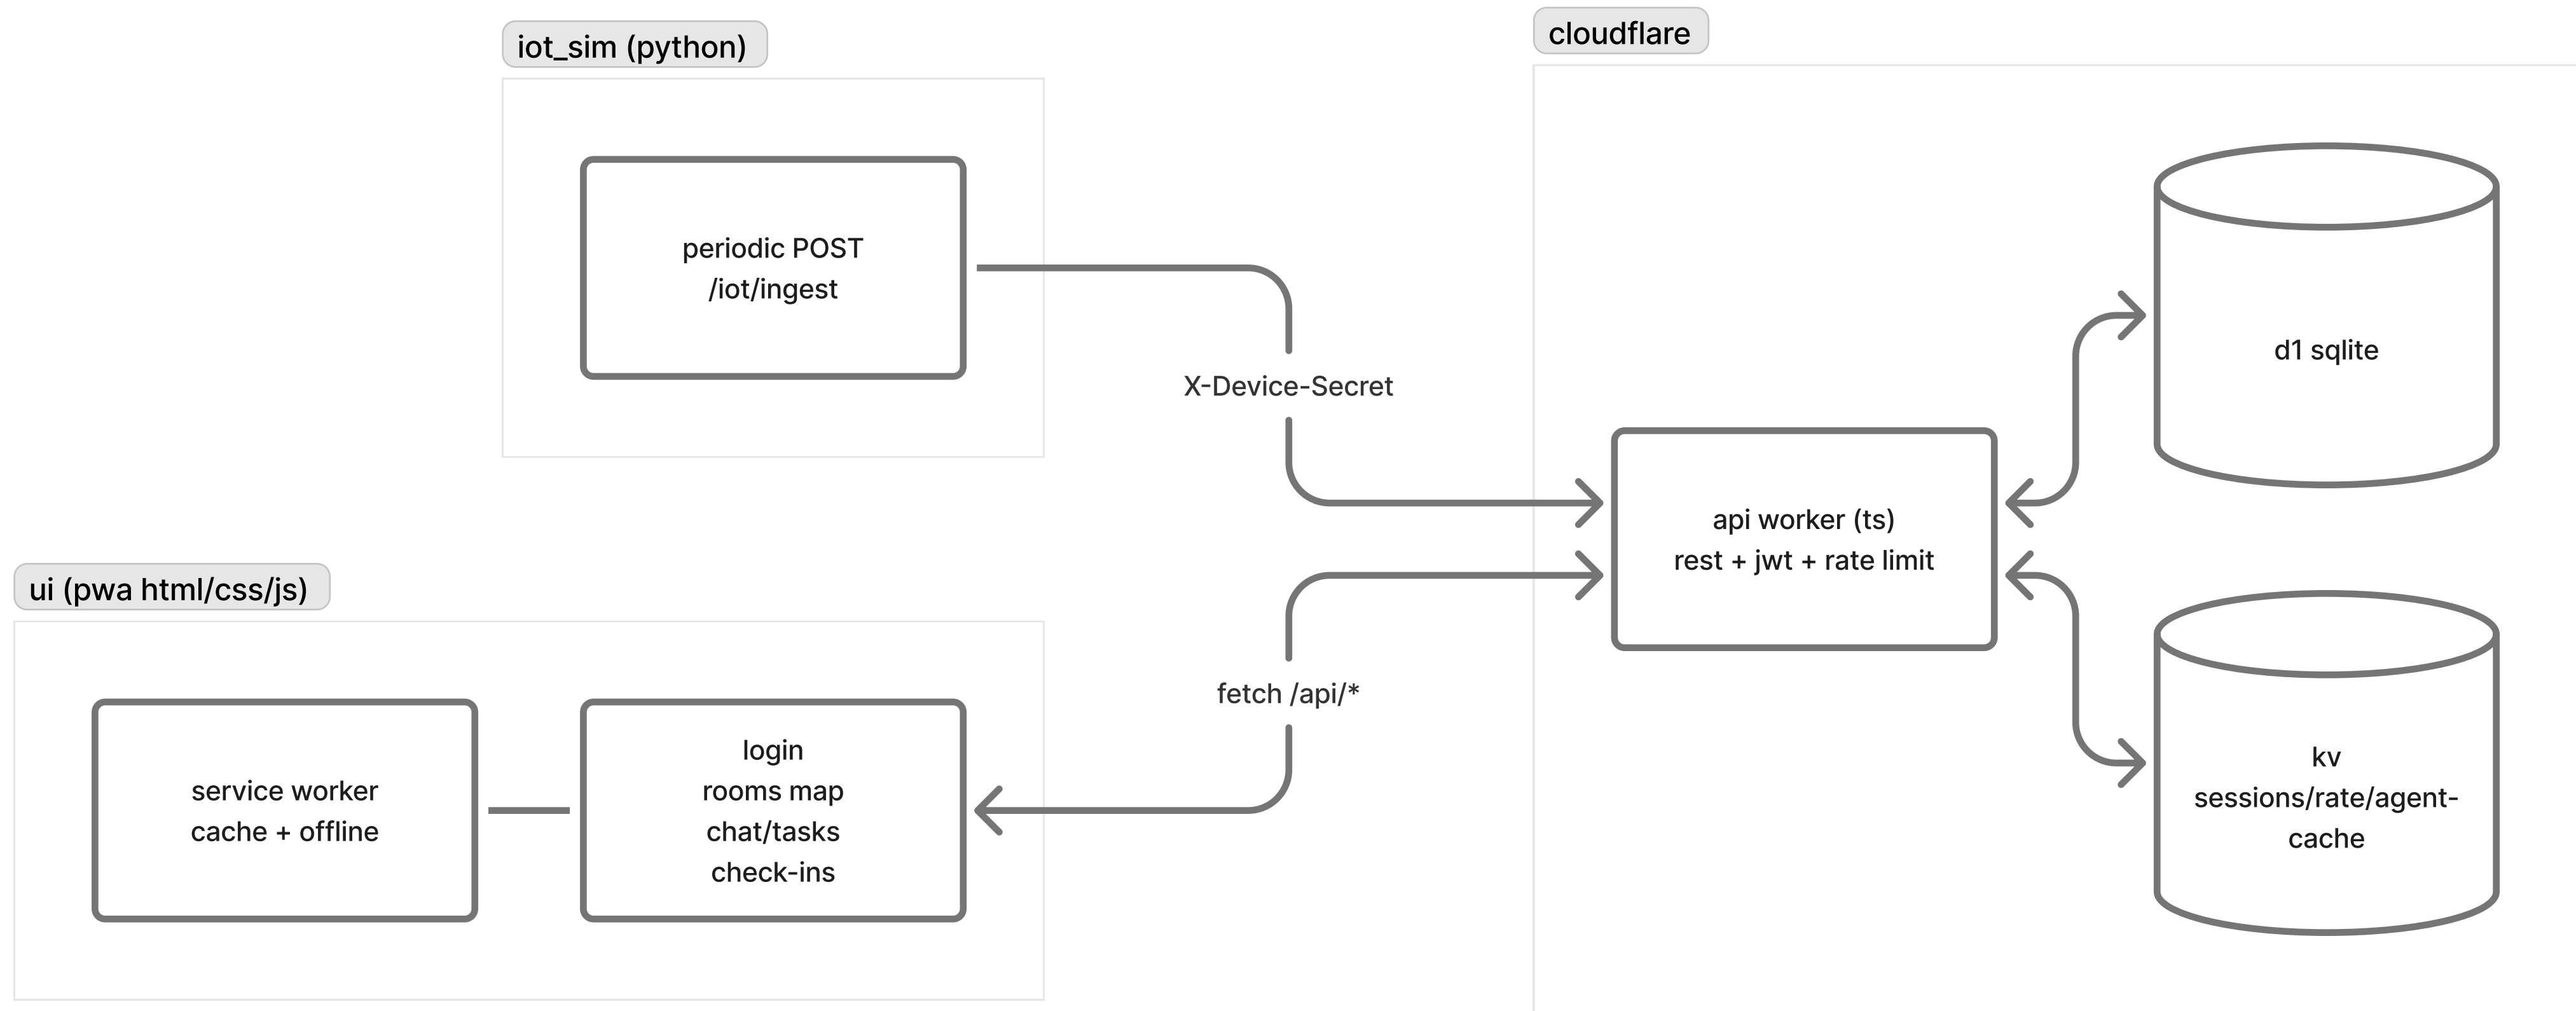 iot_sim (python)
cloudflare
periodic POST
/iot/ingest
X-Device-Secret
d1 sqlite
api worker (ts)
rest + jwt + rate limit
ui (pwa html/css/js)
service worker
cache + offline
login
rooms map
chat/tasks
check-ins
fetch /api/*
kv
sessions/rate/agent-
cache